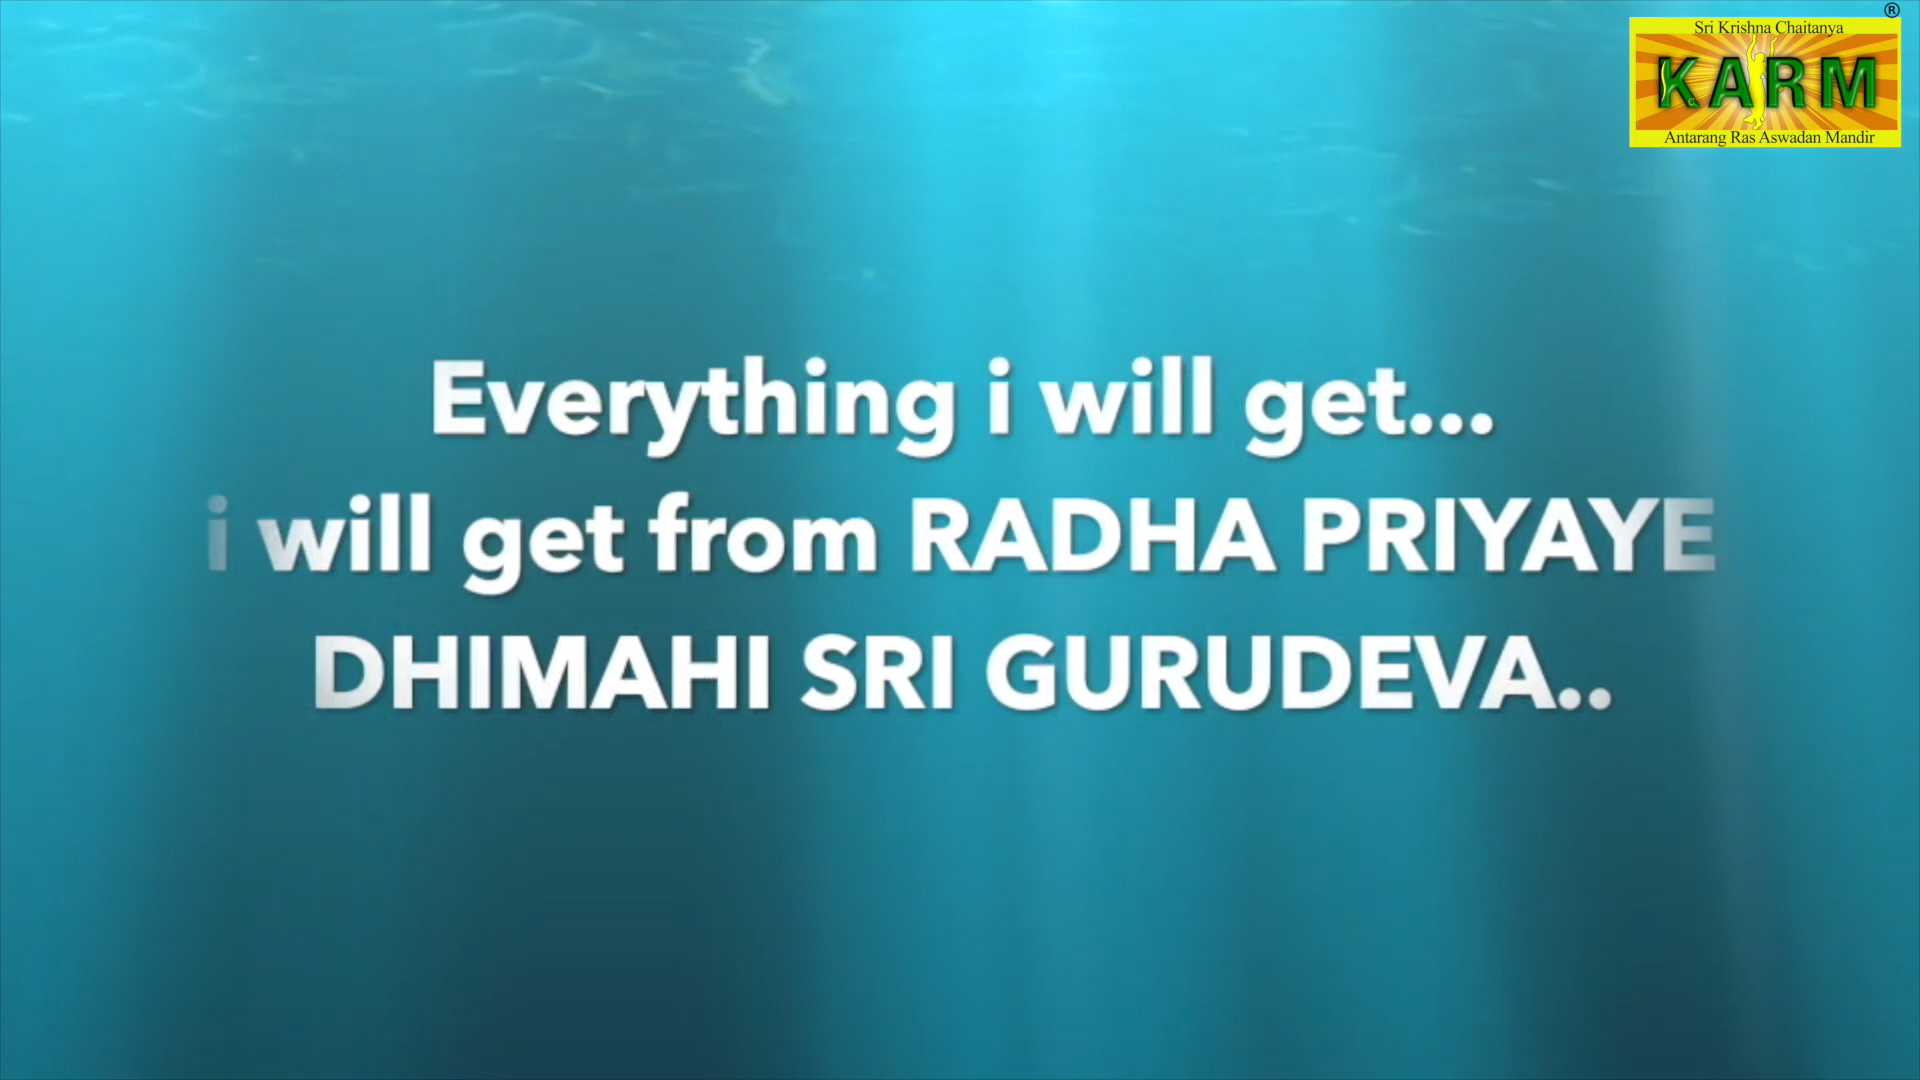 ®
Sri Krishna Chaitanya
KARM
Antarang Ras Aswadan Mandir
Everything i will get...
i will get from RADHA PRIYAYE
DHIMAHI SRI GURUDEVA..